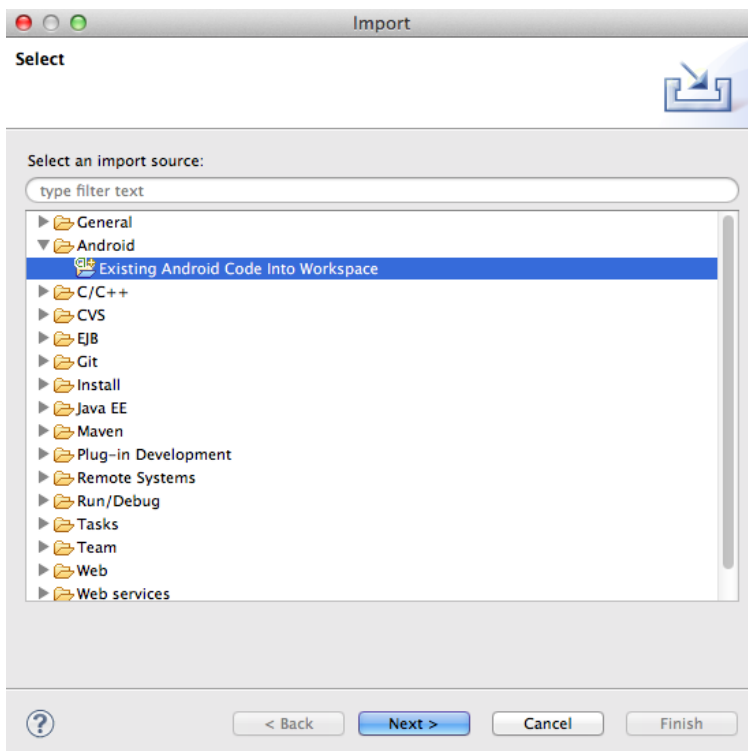 Import
Select
Select an import source:
type filter text
General
Android
Existing Android Code Into Workspace
C/C++
CVS
EJB
Git
Install
Java EE
Maven
Plug-in Development
Remote Systems
Run/Debug
Tasks
Team
Web
Web services
? < Back Next > Cancel Finish